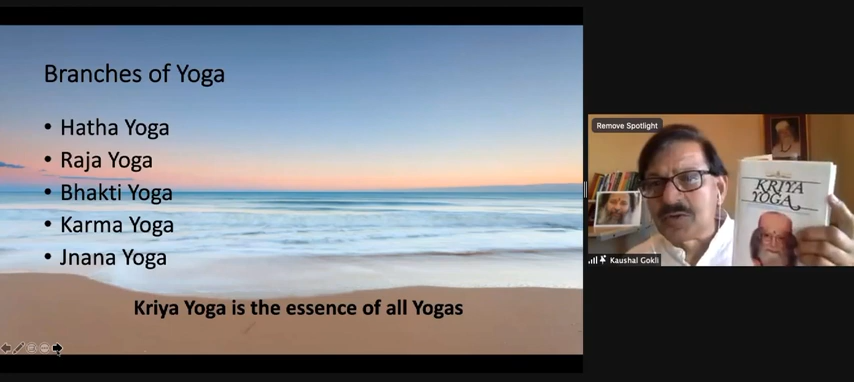 Branches of Yoga
• Hatha Yoga
• Raja Yoga
• Bhakti Yoga
• Karma Yoga
• Jnana Yoga
Kriya Yoga is the essence of all Yogas
Remove Spotlight
KRIYA
YOGA
Kaushal Gokli